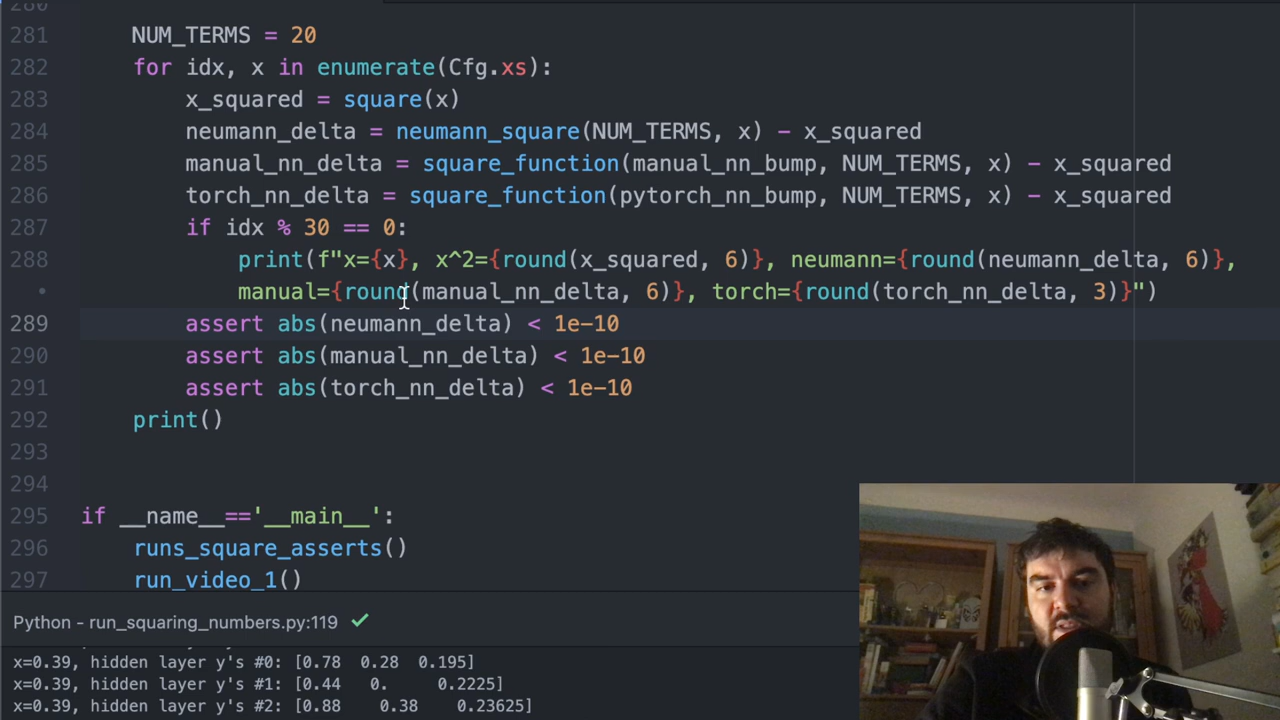 280
281 NUM_TERMS = 20
282 for idx, x in enumerate(Cfg.xs):
283 x_squared = square(x)
284 neumann_delta = neumann_square(NUM_TERMS, x) - x_squared
285 manual_nn_delta = square_function(manual_nn_bump, NUM_TERMS, x) - x_squared
286 torch_nn_delta = square_function(pytorch_nn_bump, NUM_TERMS, x) - x_squared
287 if idx % 30 == 0:
288 print(f"x={x}, x^2={round(x_squared, 6)}, neumann={round(neumann_delta, 6)},
• manual={round(manual_nn_delta, 6)}, torch={round(torch_nn_delta, 3)}")
289 assert abs(neumann_delta) < 1e-10
290 assert abs(manual_nn_delta) < 1e-10
291 assert abs(torch_nn_delta) < 1e-10
292 print()
293
294
295 if __name__=='__main__':
296 runs_square_asserts()
297 run_video_1()
Python - run_squaring_numbers.py:119 ✓
x=0.39, hidden layer y's #0: [0.78 0.28 0.195]
x=0.39, hidden layer y's #1: [0.44 0. 0.2225]
x=0.39, hidden layer y's #2: [0.88 0.38 0.23625]